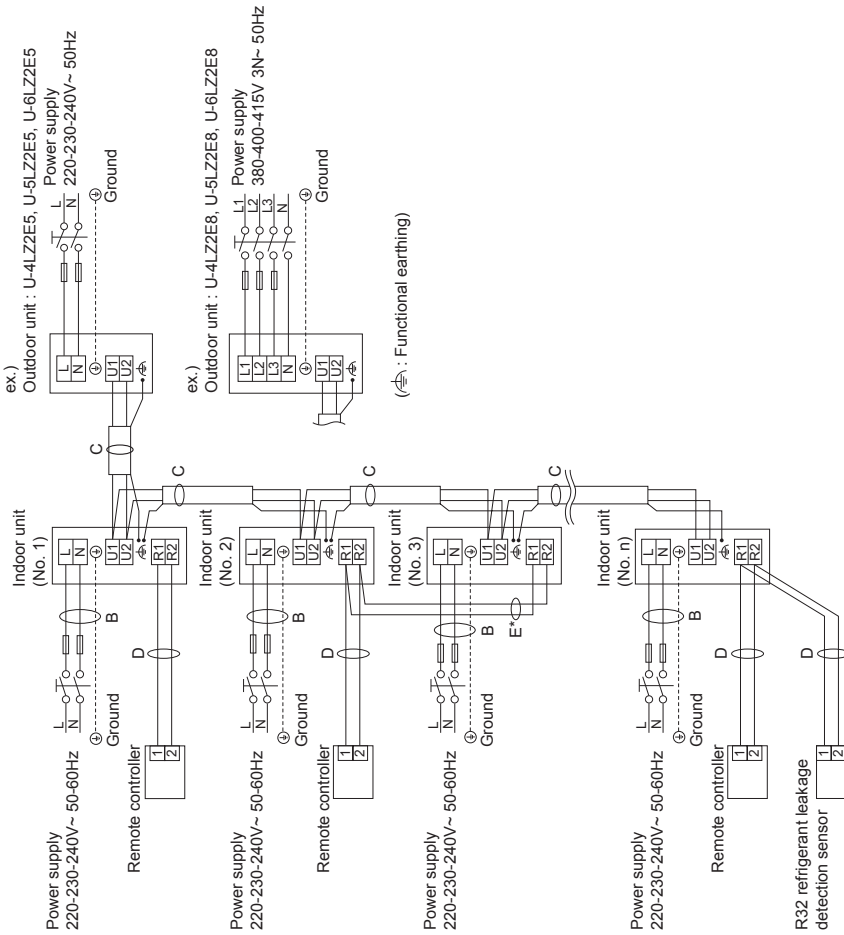 ex.)
Outdoor unit : U-4LZ2E5, U-5LZ2E5, U-6LZ2E5
Power supply
220-230-240V~ 50Hz
L
N
Ground
L
N
U1
U2
C
ex.)
Outdoor unit : U-4LZ2E8, U-5LZ2E8, U-6LZ2E8
Power supply
380-400-415V 3N~ 50Hz
L1
L2
L3
N
Ground
L1
L2
L3
N
U1
U2
( : Functional earthing)
Indoor unit
(No. 1)
L
N
U1
U2
R1
R2
B
D
C
Power supply
220-230-240V~ 50-60Hz
L
N
Ground
Remote controller
1
2
Indoor unit
(No. 2)
L
N
U1
U2
R1
R2
B
D
C
Power supply
220-230-240V~ 50-60Hz
L
N
Ground
Remote controller
1
2
Indoor unit
(No. 3)
L
N
U1
U2
R1
R2
B
E*
C
Power supply
220-230-240V~ 50-60Hz
L
N
Ground
Indoor unit
(No. n)
L
N
U1
U2
R1
R2
B
D
Power supply
220-230-240V~ 50-60Hz
L
N
Ground
Remote controller
1
2
D
R32 refrigerant leakage
detection sensor
1
2